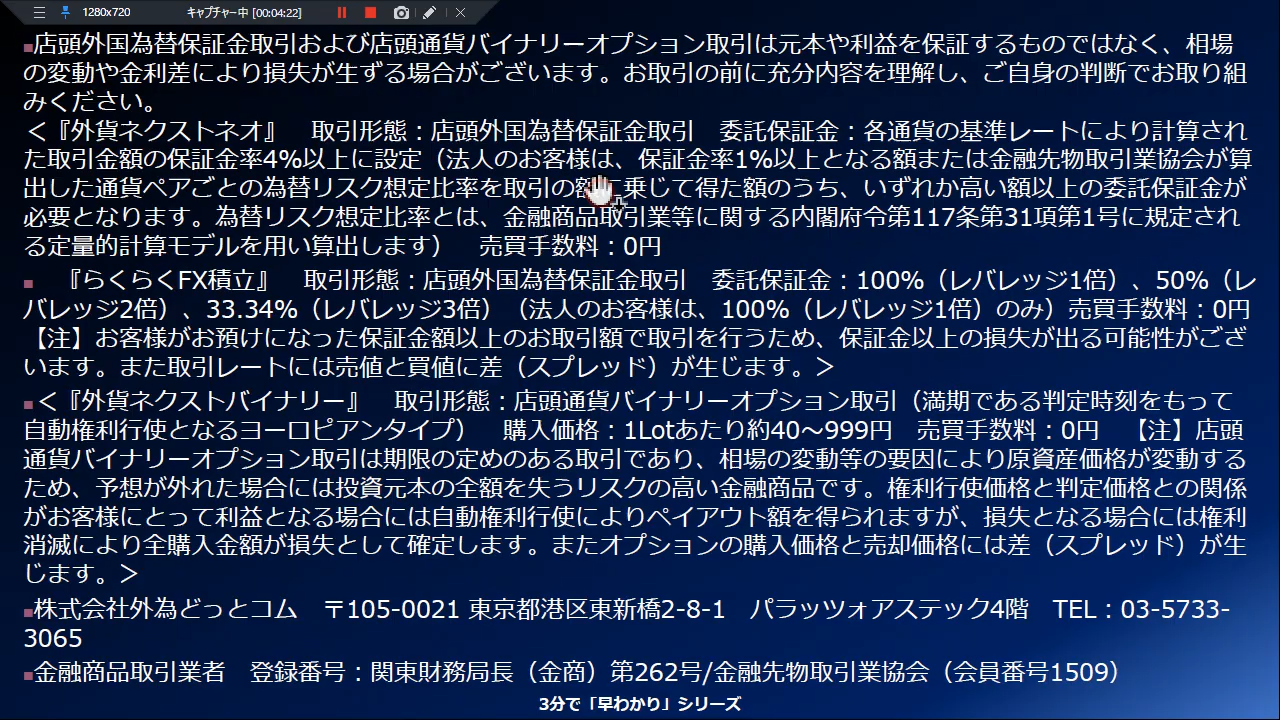 1280x720 キャプチャー中 [00:04:22]
■店頭外国為替保証金取引および店頭通貨バイナリーオプション取引は元本や利益を保証するものではなく、相場
の変動や金利差により損失が生ずる場合がございます。お取引の前に充分内容を理解し、ご自身の判断でお取り組
みください。
＜『外貨ネクストネオ』　取引形態：店頭外国為替保証金取引　委託保証金：各通貨の基準レートにより計算され
た取引金額の保証金率4%以上に設定（法人のお客様は、保証金率1%以上となる額または金融先物取引業協会が算
出した通貨ペアごとの為替リスク想定比率を取引の額に乗じて得た額のうち、いずれか高い額以上の委託保証金が
必要となります。為替リスク想定比率とは、金融商品取引業等に関する内閣府令第117条第31項第1号に規定され
る定量的計算モデルを用い算出します）　売買手数料：0円
■　『らくらくFX積立』　取引形態：店頭外国為替保証金取引　委託保証金：100%（レバレッジ1倍）、50%（レ
バレッジ2倍）、33.34%（レバレッジ3倍）（法人のお客様は、100%（レバレッジ1倍）のみ）売買手数料：0円
【注】お客様がお預けになった保証金額以上のお取引額で取引を行うため、保証金以上の損失が出る可能性がござ
います。また取引レートには売値と買値に差（スプレッド）が生じます。＞
■＜『外貨ネクストバイナリー』　取引形態：店頭通貨バイナリーオプション取引（満期である判定時刻をもって
自動権利行使となるヨーロピアンタイプ）　購入価格：1Lotあたり約40～999円　売買手数料：0円　【注】店頭
通貨バイナリーオプション取引は期限の定めのある取引であり、相場の変動等の要因により原資産価格が変動する
ため、予想が外れた場合には投資元本の全額を失うリスクの高い金融商品です。権利行使価格と判定価格との関係
がお客様にとって利益となる場合には自動権利行使によりペイアウト額を得られますが、損失となる場合には権利
消滅により全購入金額が損失として確定します。またオプションの購入価格と売却価格には差（スプレッド）が生
じます。＞
■株式会社外為どっとコム　〒105-0021 東京都港区東新橋2-8-1　パラッツォアステック4階　TEL：03-5733-
3065
■金融商品取引業者　登録番号：関東財務局長（金商）第262号/金融先物取引業協会（会員番号1509）
3分で「早わかり」シリーズ